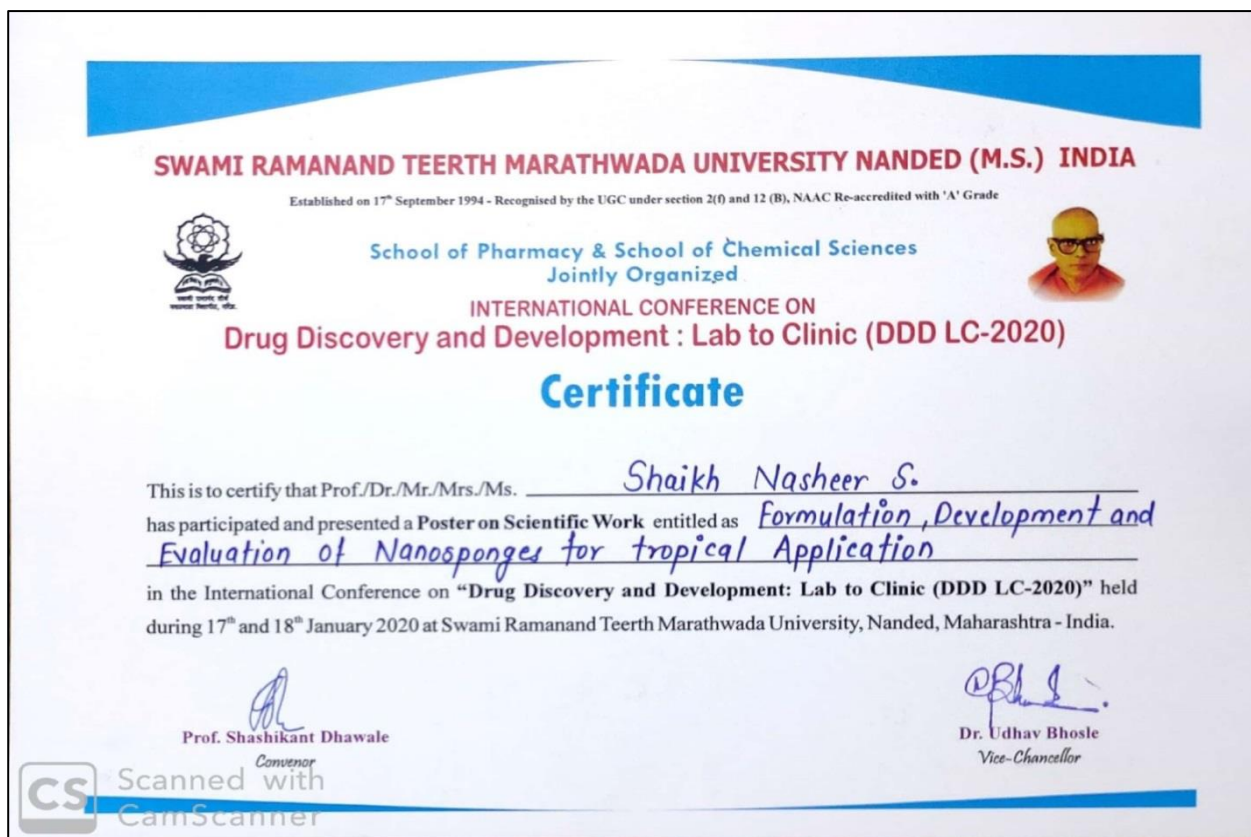 SWAMI RAMANAND TEERTH MARATHWADA UNIVERSITY NANDED (M.S.) INDIA
Established on 17th September 1994 - Recognised by the UGC under section 2(f) and 12 (B), NAAC Re-accredited with 'A' Grade
School of Pharmacy & School of Chemical Sciences
Jointly Organized
INTERNATIONAL CONFERENCE ON
Drug Discovery and Development : Lab to Clinic (DDD LC-2020)
Certificate
This is to certify that Prof./Dr./Mr./Mrs./Ms. Shaikh Nasheer S.
has participated and presented a Poster on Scientific Work entitled as Formulation, Development and
Evaluation of Nanosponges for tropical Application
in the International Conference on "Drug Discovery and Development: Lab to Clinic (DDD LC-2020)" held
during 17th and 18th January 2020 at Swami Ramanand Teerth Marathwada University, Nanded, Maharashtra - India.
Prof. Shashikant Dhawale
Convenor
Dr. Udhav Bhosle
Vice-Chancellor
CS Scanned with
CamScanner